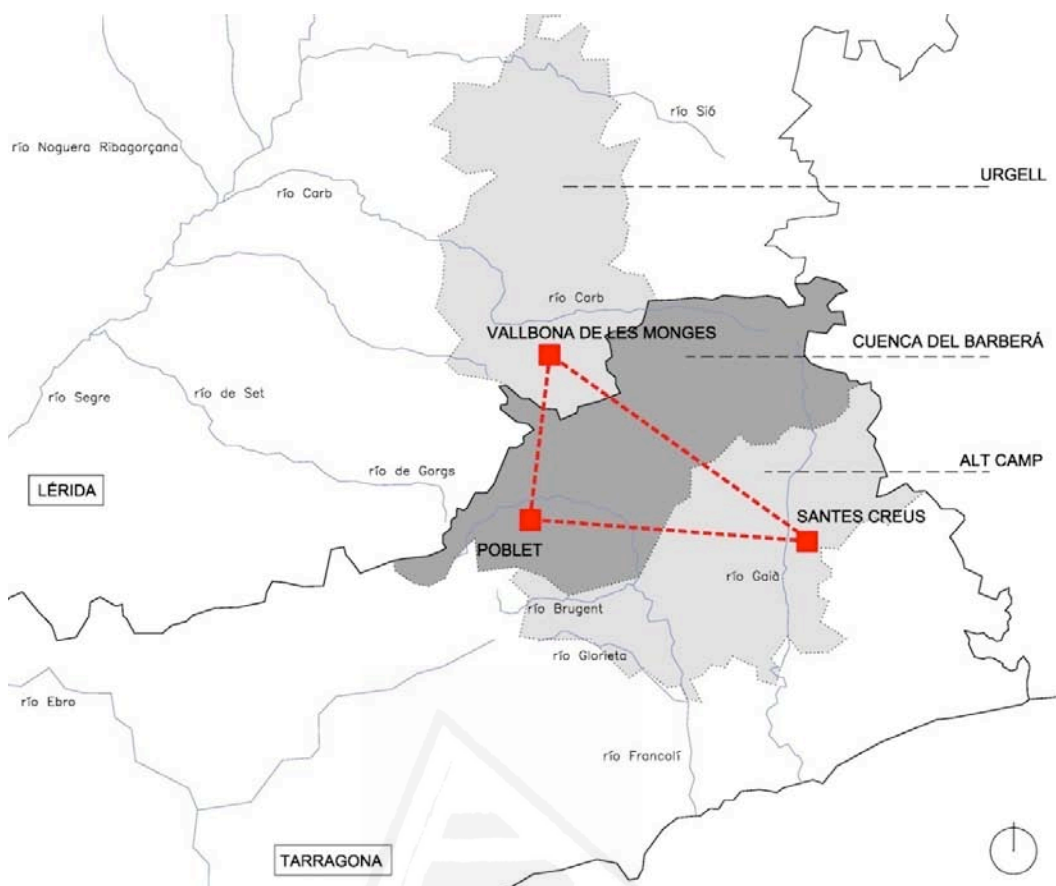 río Sió
río Noguera Ribagorçana
URGELL
río Carb
río Carb
VALLBONA DE LES MONGES
CUENCA DEL BARBERÁ
río Segre
río de Set
río de Gorgs
ALT CAMP
LÉRIDA
SANTES CREUS
POBLET
río Gaià
río Brugent
río Glorieta
río Ebro
río Francolí
TARRAGONA